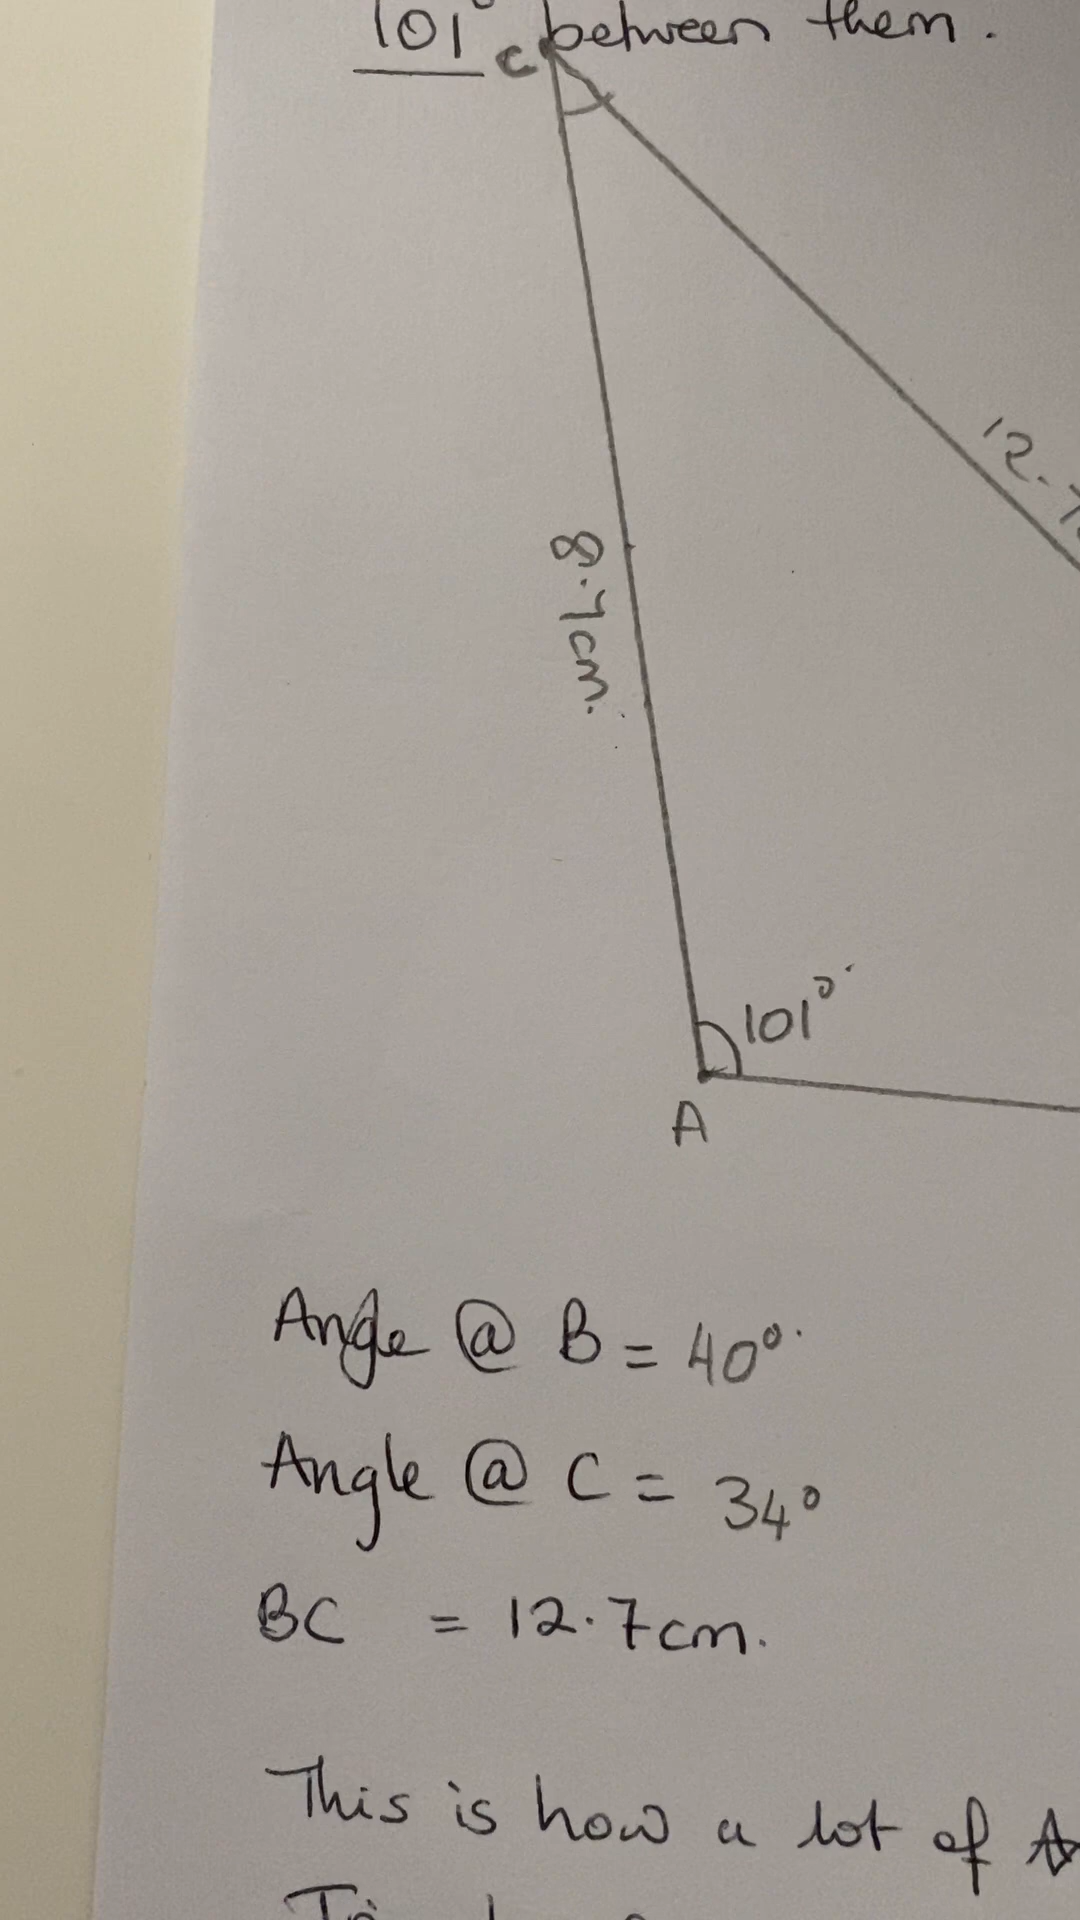 101° between them.
C
12.7
8.7cm.
101°
A
Angle @ B = 40°.
Angle @ C = 34°
BC = 12.7cm.
This is how a lot of